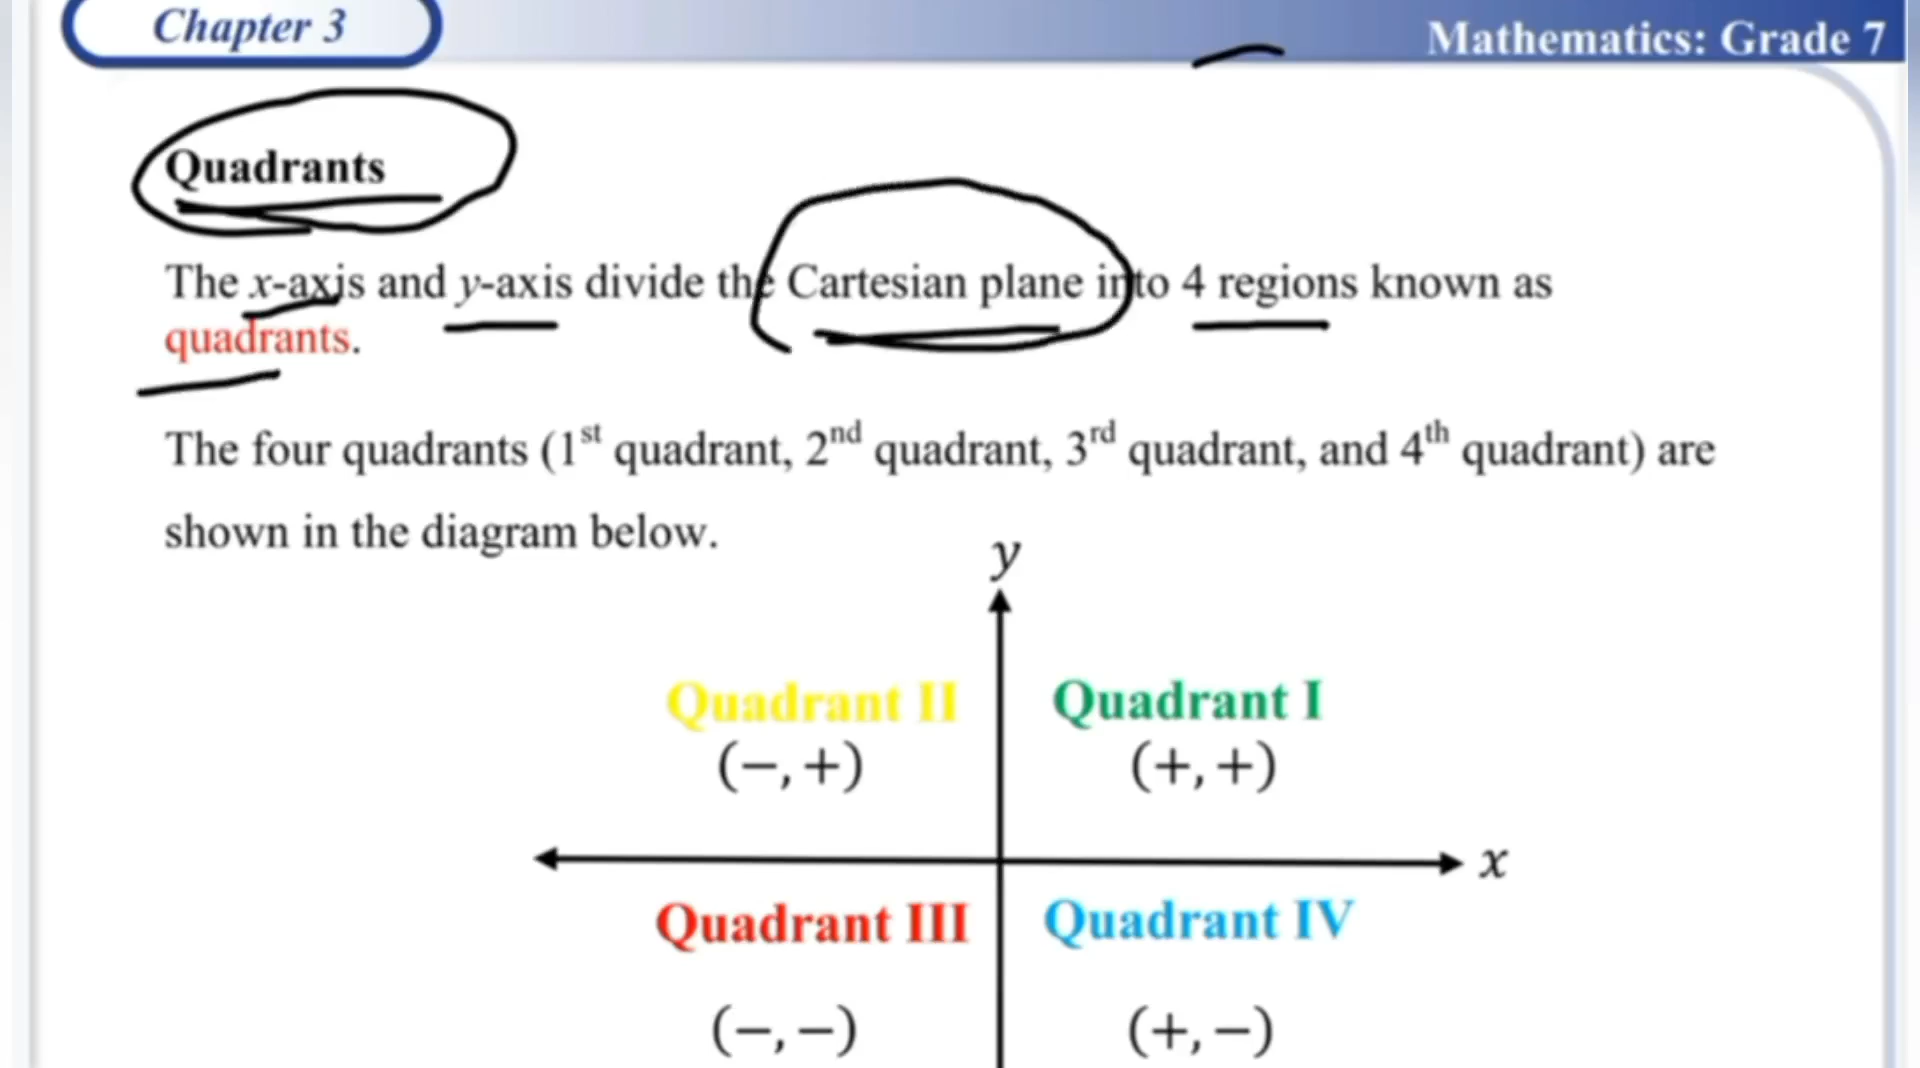 Chapter 3
Mathematics: Grade 7
Quadrants
The x-axis and y-axis divide the Cartesian plane into 4 regions known as
quadrants.
The four quadrants (1st quadrant, 2nd quadrant, 3rd quadrant, and 4th quadrant) are
shown in the diagram below.
y
Quadrant II
Quadrant I
(−, +)
(+, +)
x
Quadrant III
Quadrant IV
(−, −)
(+, −)